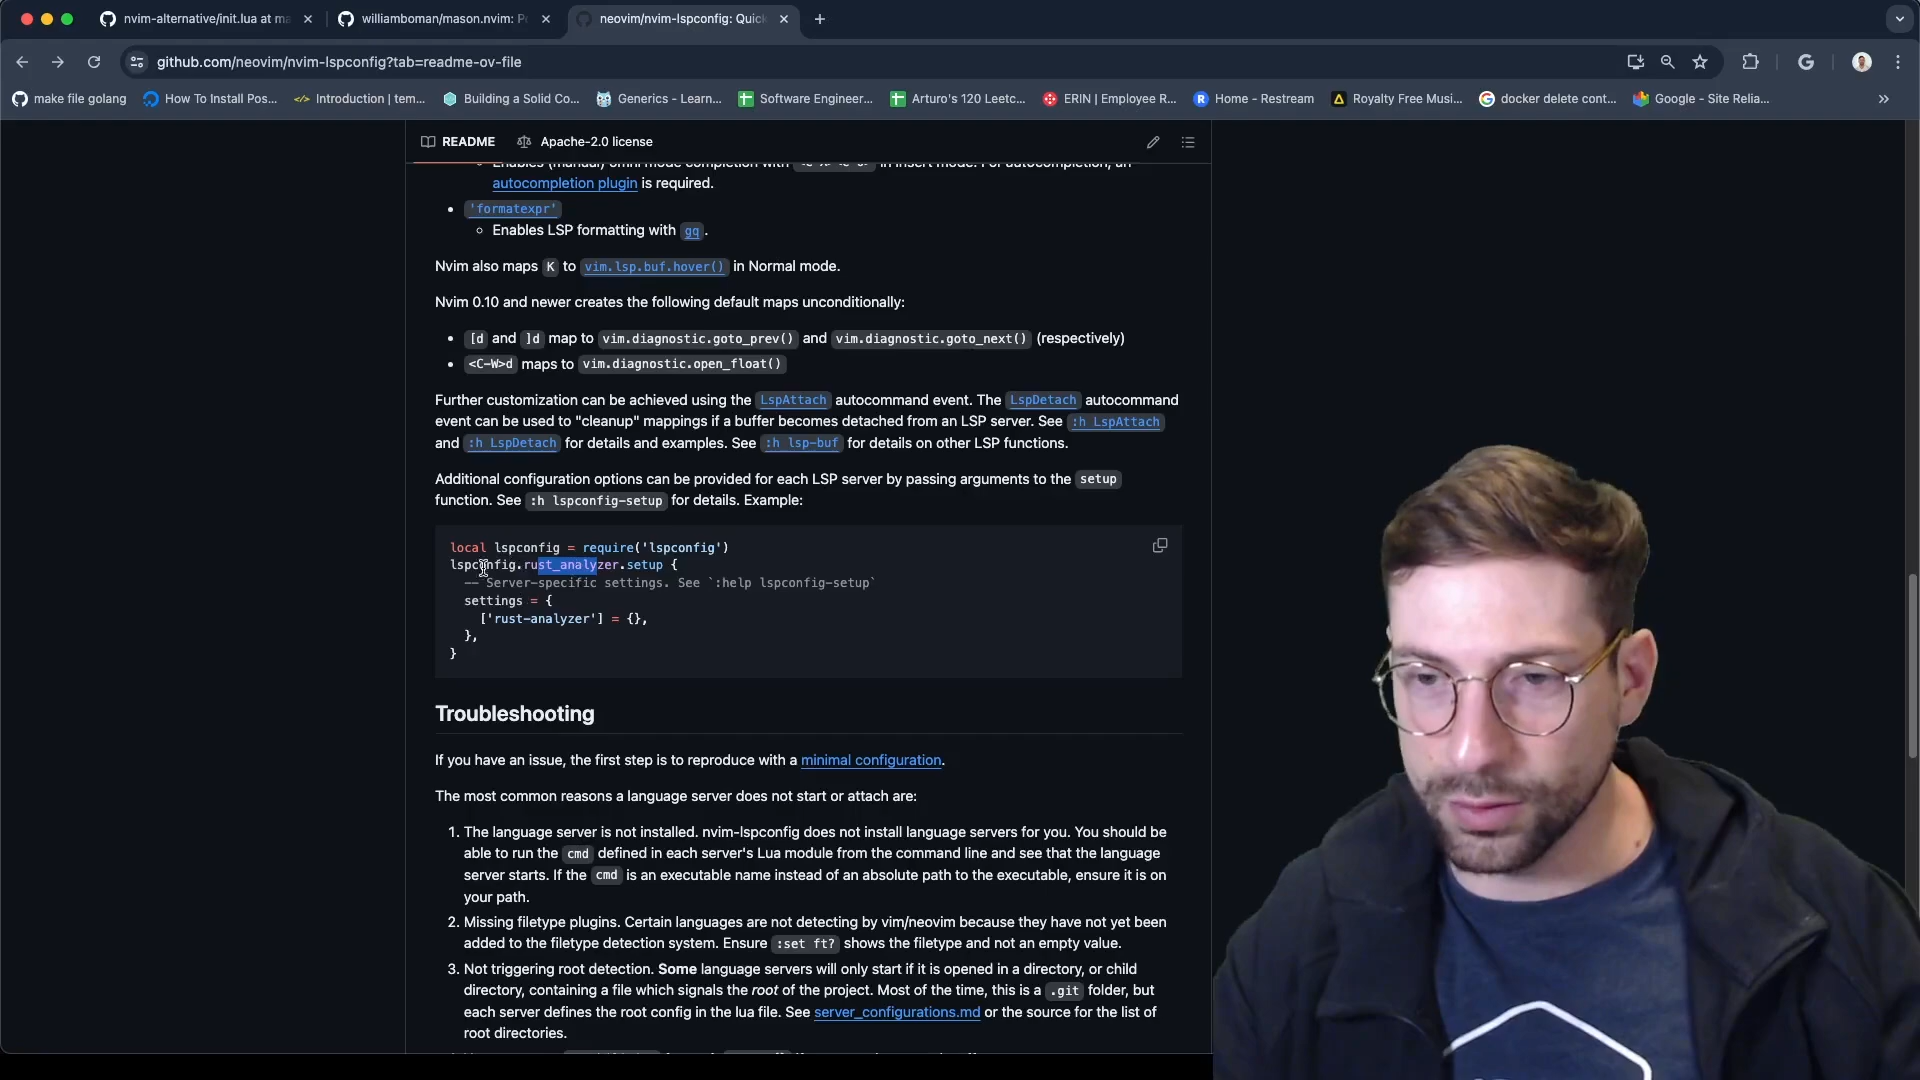 nvim-alternative/init.lua at ma
williamboman/mason.nvim: Po
neovim/nvim-lspconfig: Quick
github.com/neovim/nvim-lspconfig?tab=readme-ov-file
make file golang
How To Install Pos...
Introduction | tem...
Building a Solid Co...
Generics - Learn...
Software Engineer...
Arturo's 120 Leetc...
ERIN | Employee R...
Home - Restream
Royalty Free Musi...
docker delete cont...
Google - Site Relia...
README
Apache-2.0 license
Enables (manual) omni mode completion with in insert mode. For autocompletion, an
autocompletion plugin is required.
'formatexpr'
Enables LSP formatting with gq.
Nvim also maps K to vim.lsp.buf.hover() in Normal mode.
Nvim 0.10 and newer creates the following default maps unconditionally:
[d and ]d map to vim.diagnostic.goto_prev() and vim.diagnostic.goto_next() (respectively)
<C-W>d maps to vim.diagnostic.open_float()
Further customization can be achieved using the LspAttach autocommand event. The LspDetach autocommand
event can be used to "cleanup" mappings if a buffer becomes detached from an LSP server. See :h LspAttach
and :h LspDetach for details and examples. See :h lsp-buf for details on other LSP functions.
Additional configuration options can be provided for each LSP server by passing arguments to the setup
function. See :h lspconfig-setup for details. Example:
local lspconfig = require('lspconfig')
lspconfig.rust_analyzer.setup {
-- Server-specific settings. See `:help lspconfig-setup`
settings = {
['rust-analyzer'] = {},
},
}
Troubleshooting
If you have an issue, the first step is to reproduce with a minimal configuration.
The most common reasons a language server does not start or attach are:
1. The language server is not installed. nvim-lspconfig does not install language servers for you. You should be
able to run the cmd defined in each server's Lua module from the command line and see that the language
server starts. If the cmd is an executable name instead of an absolute path to the executable, ensure it is on
your path.
2. Missing filetype plugins. Certain languages are not detecting by vim/neovim because they have not yet been
added to the filetype detection system. Ensure :set ft? shows the filetype and not an empty value.
3. Not triggering root detection. Some language servers will only start if it is opened in a directory, or child
directory, containing a file which signals the root of the project. Most of the time, this is a .git folder, but
each server defines the root config in the lua file. See server_configurations.md or the source for the list of
root directories.